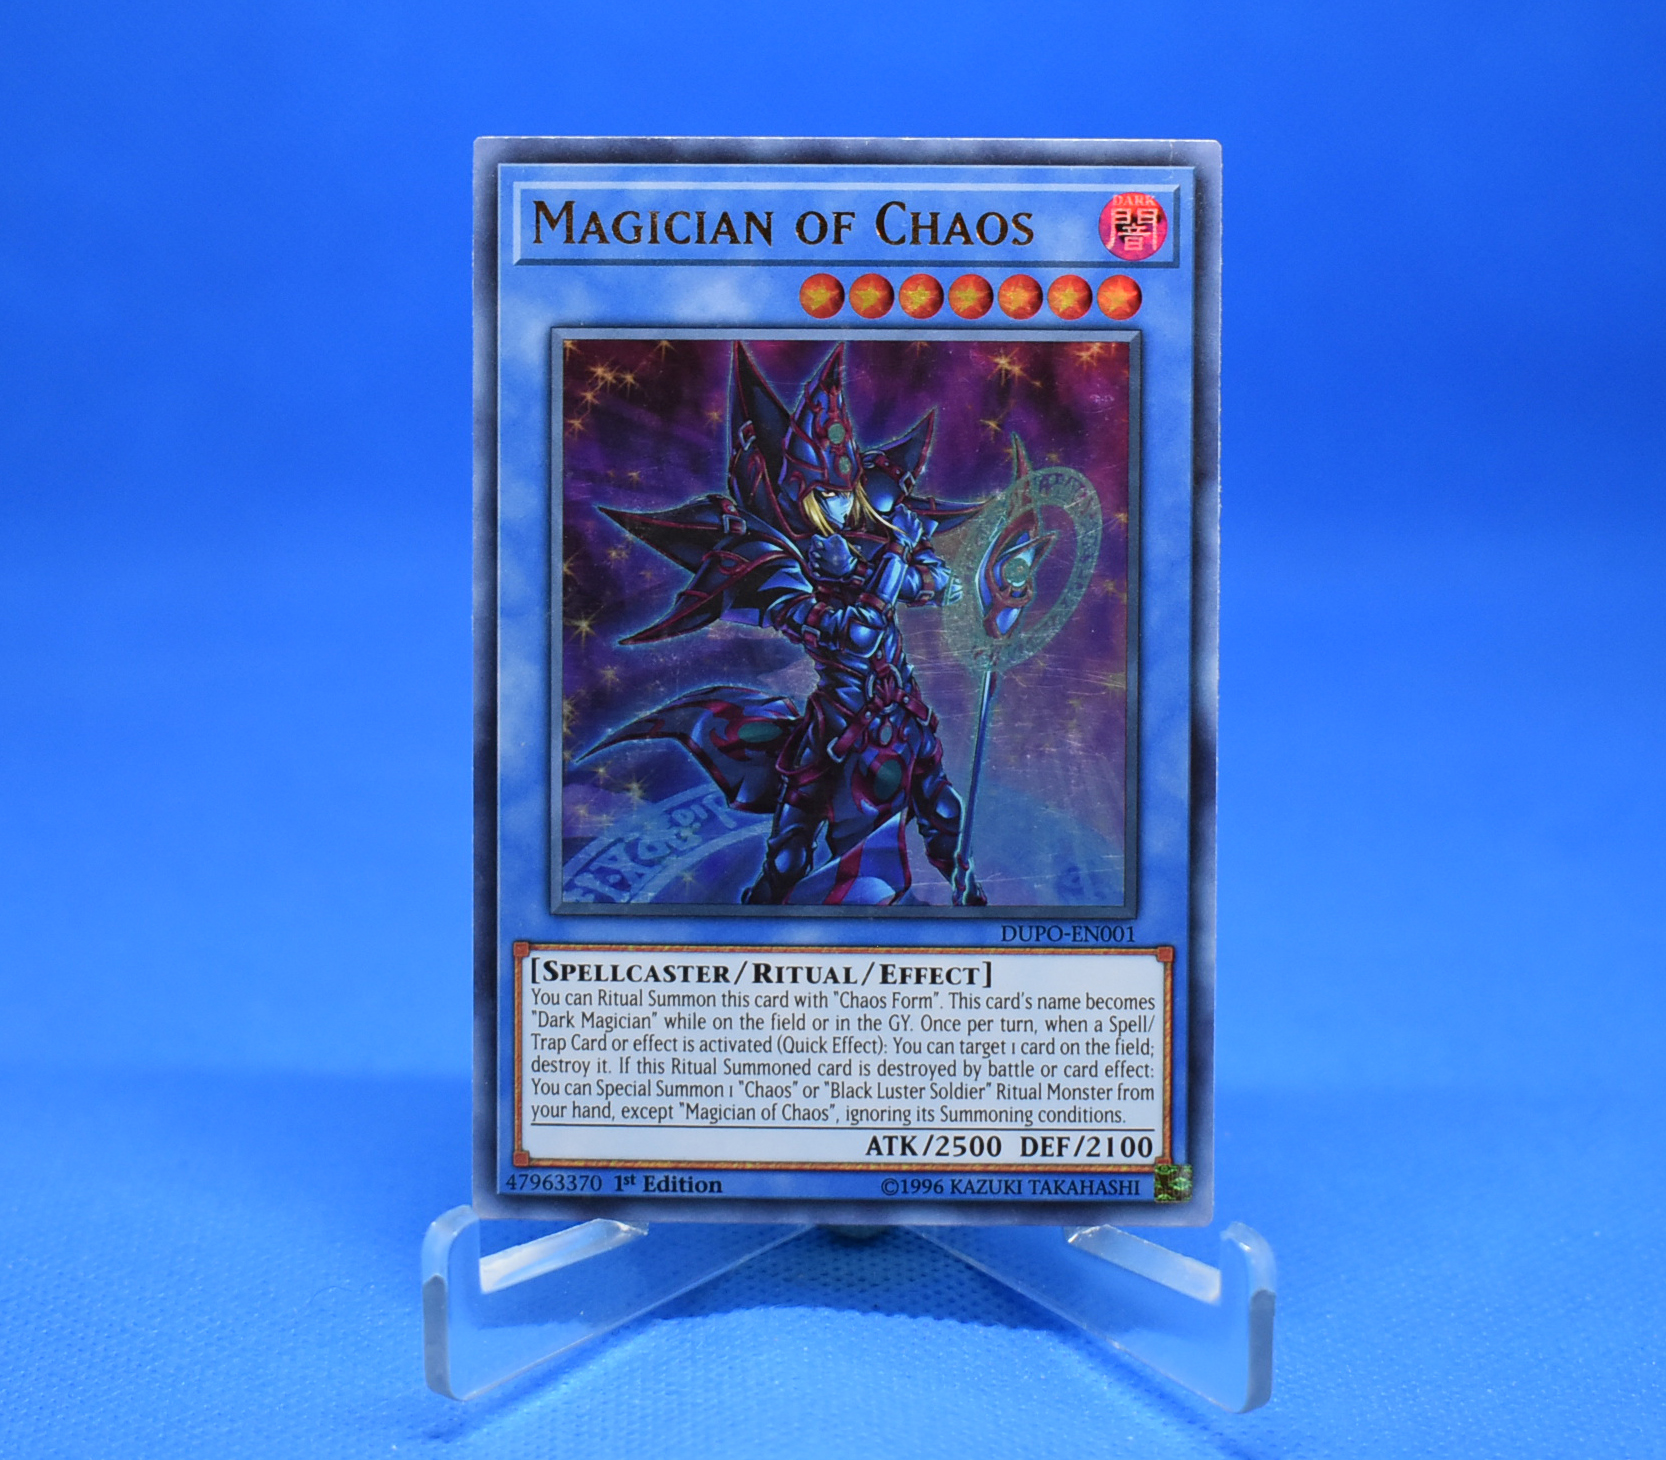 MAGICIAN OF CHAOS
DARK
闇
DUPO-EN001
[SPELLCASTER/RITUAL/EFFECT]
You can Ritual Summon this card with "Chaos Form". This card's name becomes
"Dark Magician" while on the field or in the GY. Once per turn, when a Spell/
Trap Card or effect is activated (Quick Effect): You can target 1 card on the field;
destroy it. If this Ritual Summoned card is destroyed by battle or card effect:
You can Special Summon 1 "Chaos" or "Black Luster Soldier" Ritual Monster from
your hand, except "Magician of Chaos", ignoring its Summoning conditions.
ATK/2500 DEF/2100
47963370 1st Edition
©1996 KAZUKI TAKAHASHI